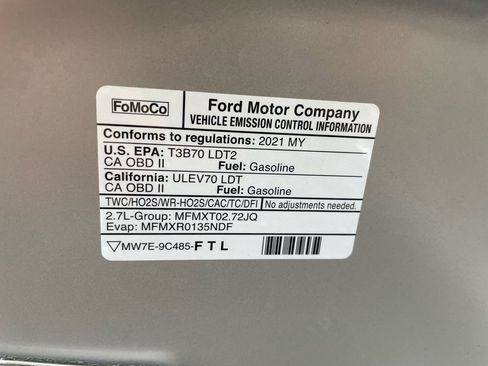 FoMoCo
Ford Motor Company
VEHICLE EMISSION CONTROL INFORMATION
Conforms to regulations: 2021 MY
U.S. EPA: T3B70 LDT2
CA OBD II Fuel: Gasoline
California: ULEV70 LDT
CA OBD II Fuel: Gasoline
TWC/HO2S/WR-HO2S/CAC/TC/DFI No adjustments needed.
2.7L-Group: MFMXT02.72JQ
Evap: MFMXR0135NDF
MW7E-9C485-FTL